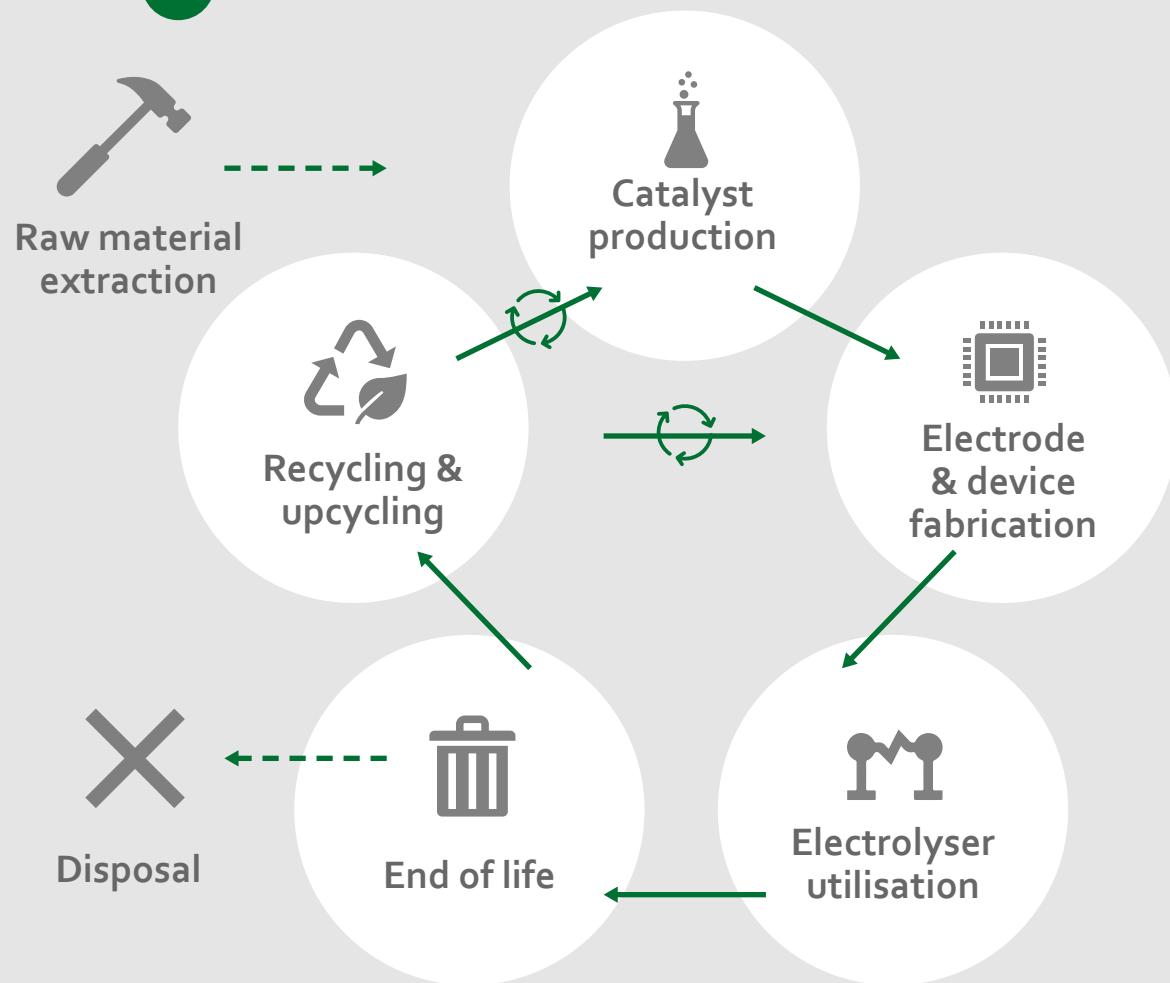 Raw material
extraction
Catalyst
production
Recycling &
upcycling
Electrode
& device
fabrication
Disposal
End of life
Electrolyser
utilisation